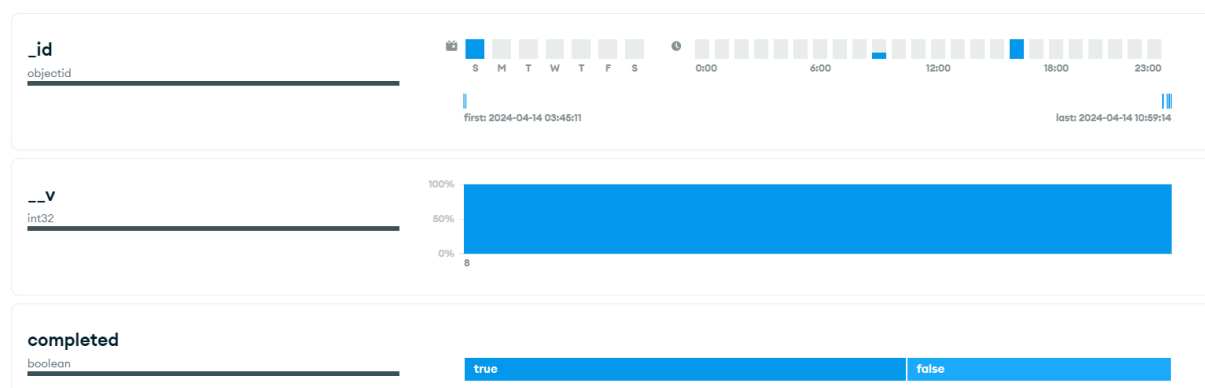 _id
objectid
S M T W T F S
0:00 6:00 12:00 18:00 23:00
first: 2024-04-14 03:45:11
last: 2024-04-14 10:59:14
__v
int32
100%
50%
0%
8
completed
boolean
true
false